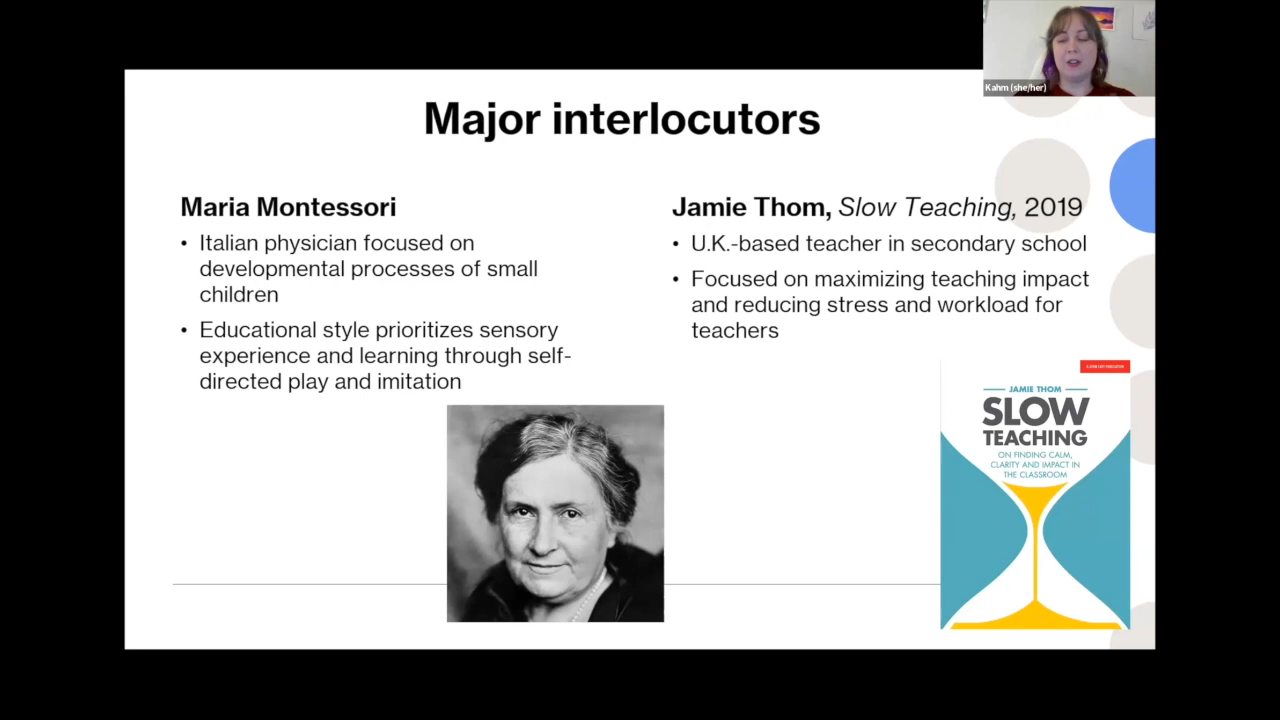 Kahm (she/her)
Major interlocutors
Maria Montessori
• Italian physician focused on
developmental processes of small
children
• Educational style prioritizes sensory
experience and learning through self-
directed play and imitation
Jamie Thom, Slow Teaching, 2019
• U.K.-based teacher in secondary school
• Focused on maximizing teaching impact
and reducing stress and workload for
teachers
JAMIE THOM
SLOW
TEACHING
ON FINDING CALM,
CLARITY AND IMPACT IN
THE CLASSROOM